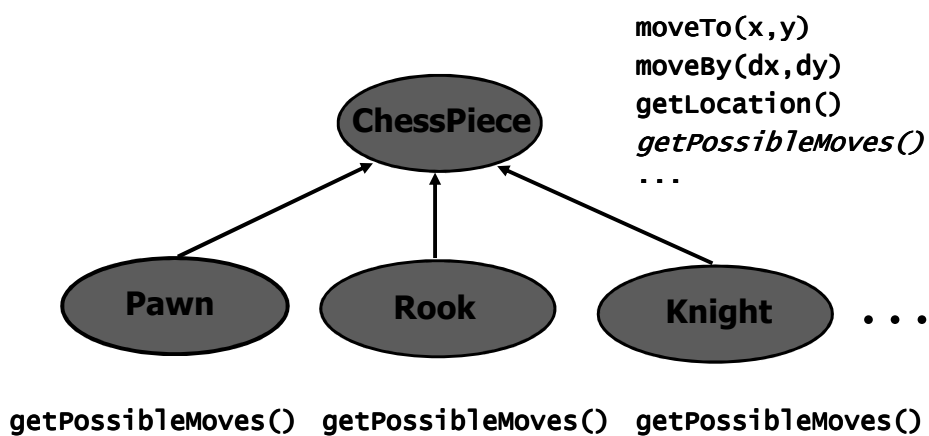 moveTo(x,y)
moveBy(dx,dy)
getLocation()
getPossibleMoves()
...
ChessPiece
Pawn
Rook
Knight
...
getPossibleMoves()
getPossibleMoves()
getPossibleMoves()